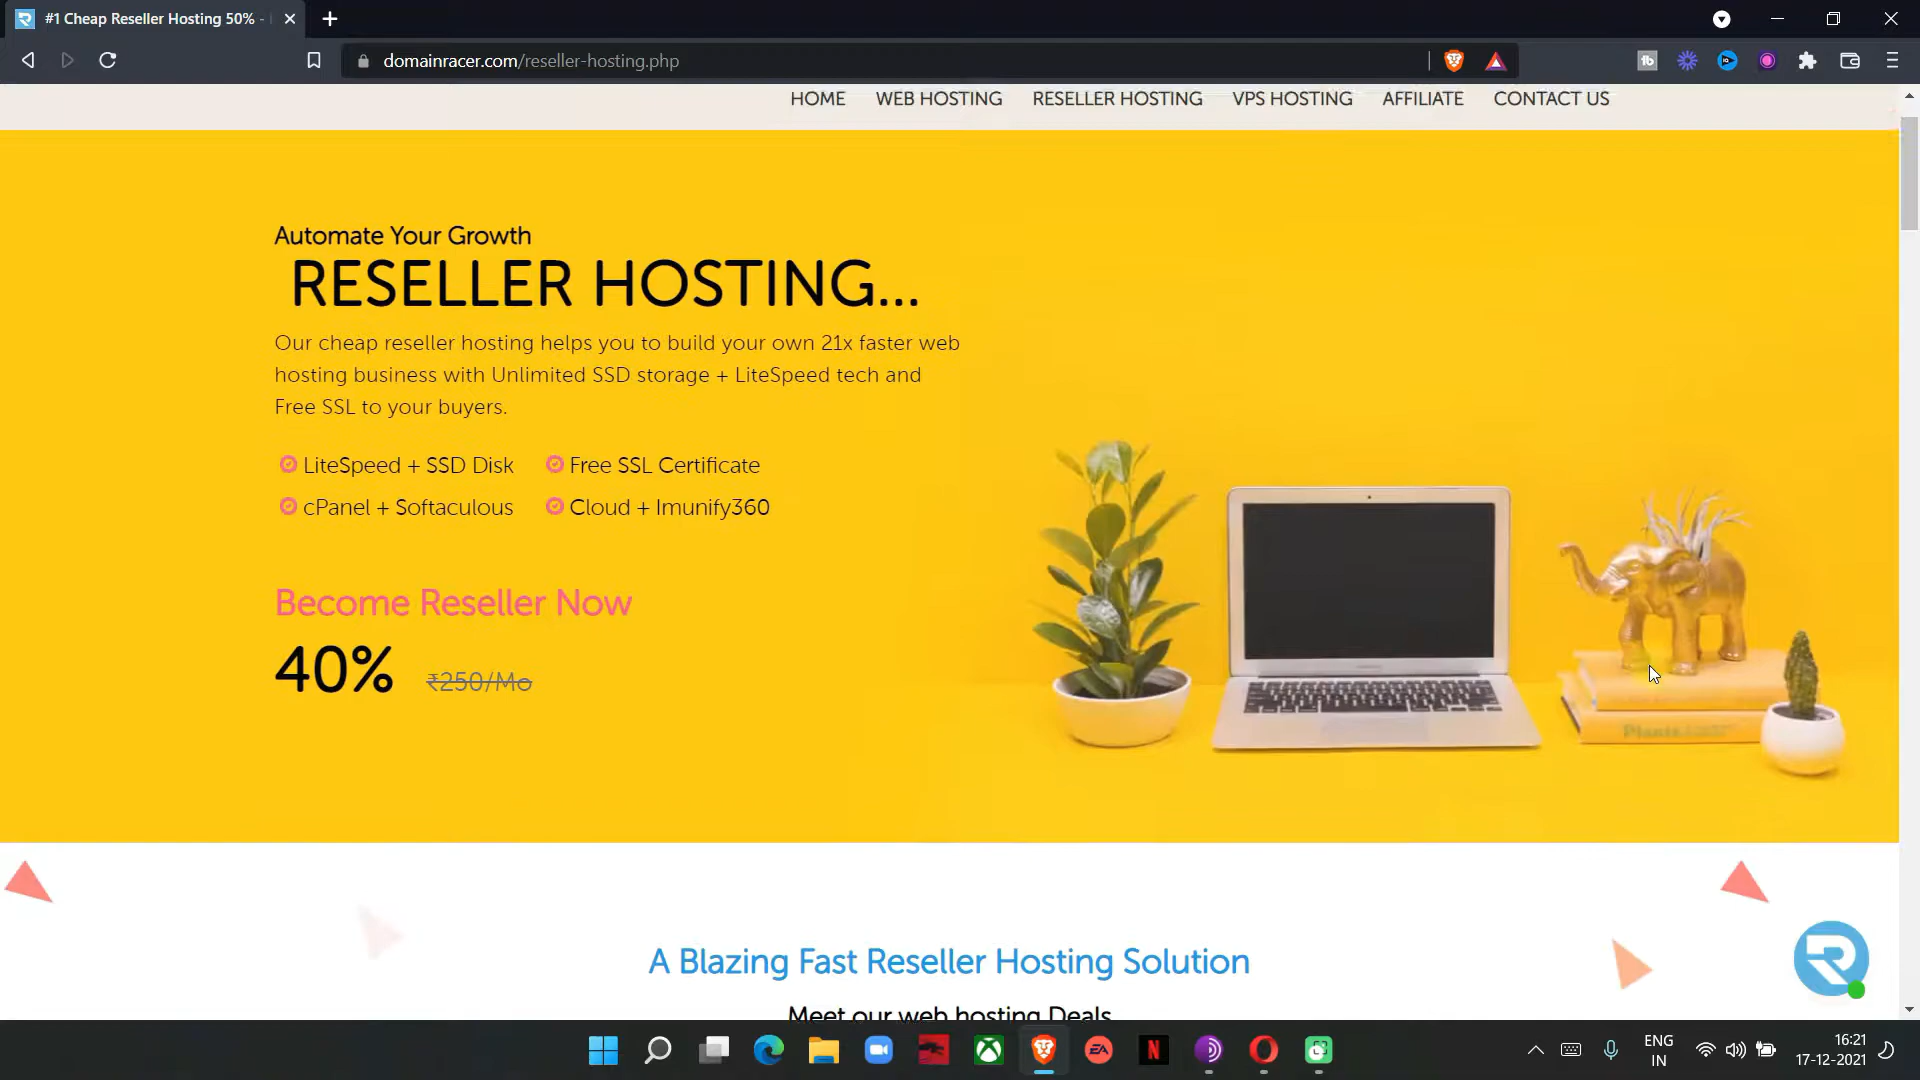 #1 Cheap Reseller Hosting 50% -
domainracer.com/reseller-hosting.php
HOME WEB HOSTING RESELLER HOSTING VPS HOSTING AFFILIATE CONTACT US
Automate Your Growth
RESELLER HOSTING...
Our cheap reseller hosting helps you to build your own 21x faster web
hosting business with Unlimited SSD storage + LiteSpeed tech and
Free SSL to your buyers.
LiteSpeed + SSD Disk Free SSL Certificate
cPanel + Softaculous Cloud + Imunify360
Become Reseller Now
40% ₹250/Mo
A Blazing Fast Reseller Hosting Solution
Meet our web hosting Deals
ENG
IN
16:21
17-12-2021